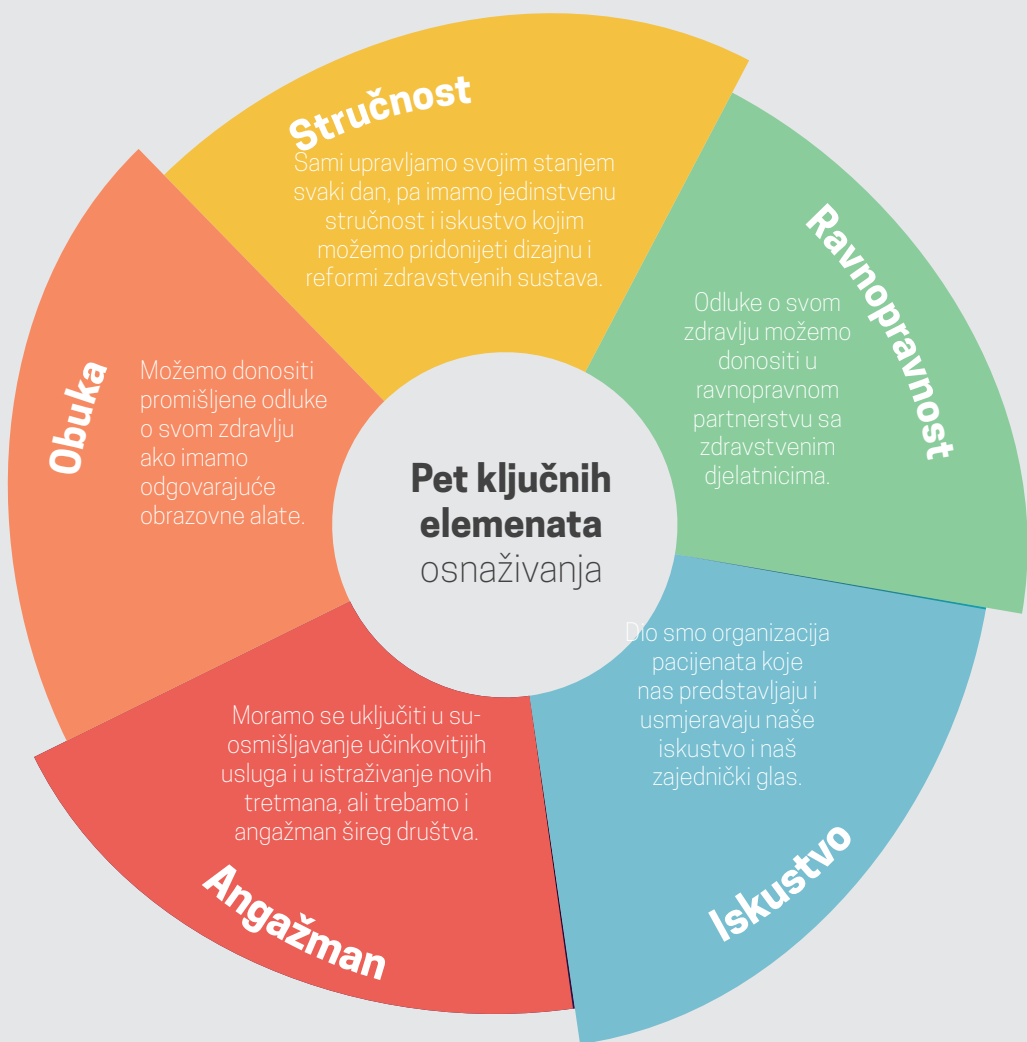 Stručnost
Sami upravljamo svojim stanjem
svaki dan, pa imamo jedinstvenu
stručnost i iskustvo kojim
možemo pridonijeti dizajnu i
reformi zdravstvenih sustava.
Ravnopravnost
Odluke o svom
zdravlju možemo
donositi u
ravnopravnom
partnerstvu sa
zdravstvenim
djelatnicima.
Iskustvo
Dio smo organizacija
pacijenata koje
nas predstavljaju i
usmjeravaju naše
iskustvo i naš
zajednički glas.
Angažman
Moramo se uključiti u su-
osmišljavanje učinkovitijih
usluga i u istraživanje novih
tretmana, ali trebamo i
angažman šireg društva.
Obuka
Možemo donositi
promišljene odluke
o svom zdravlju
ako imamo
odgovarajuće
obrazovne alate.
Pet ključnih
elemenata
osnaživanja